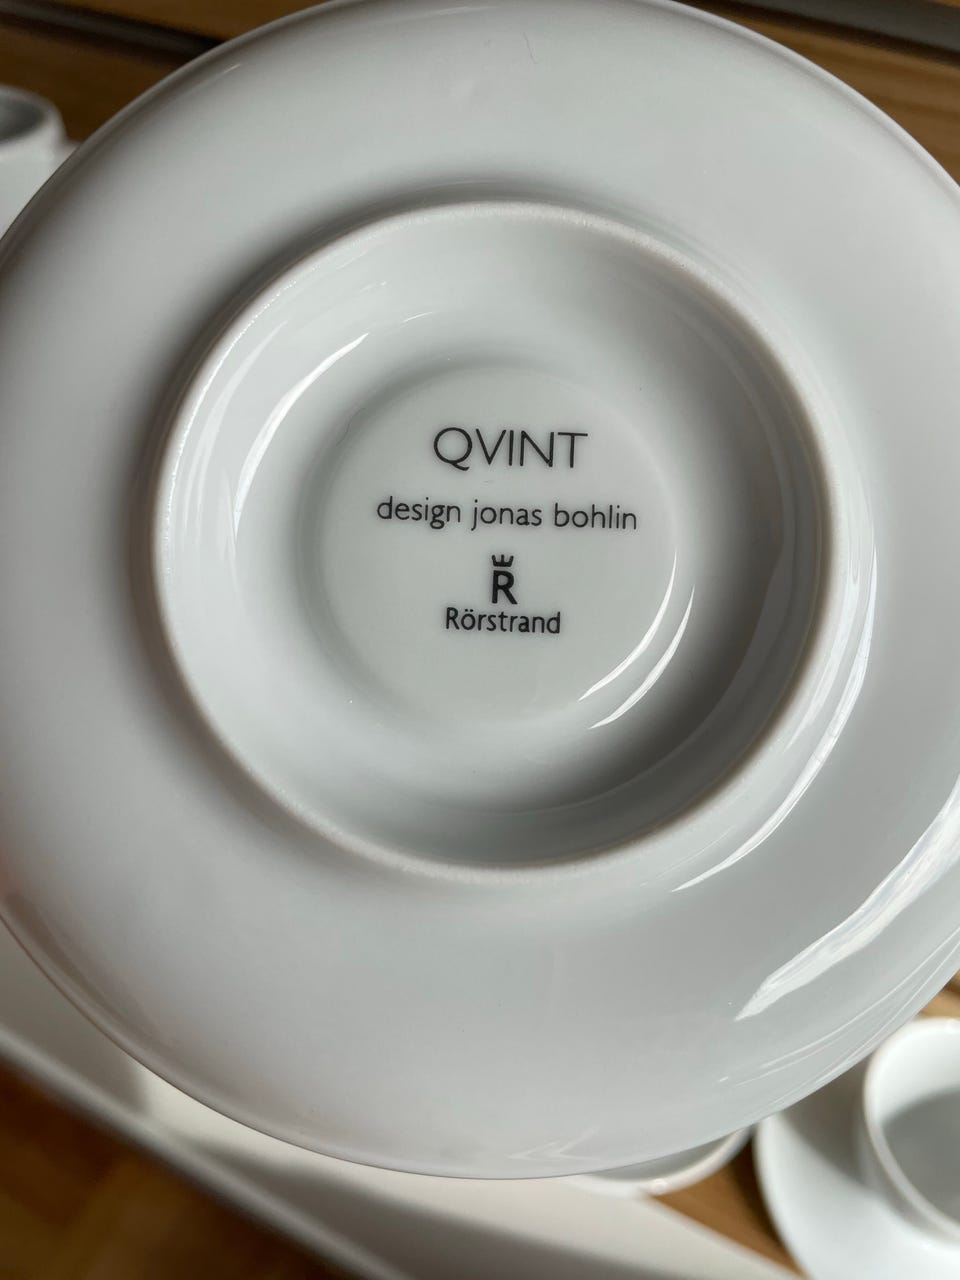 QVINT
design jonas bohlin
R
Rörstrand